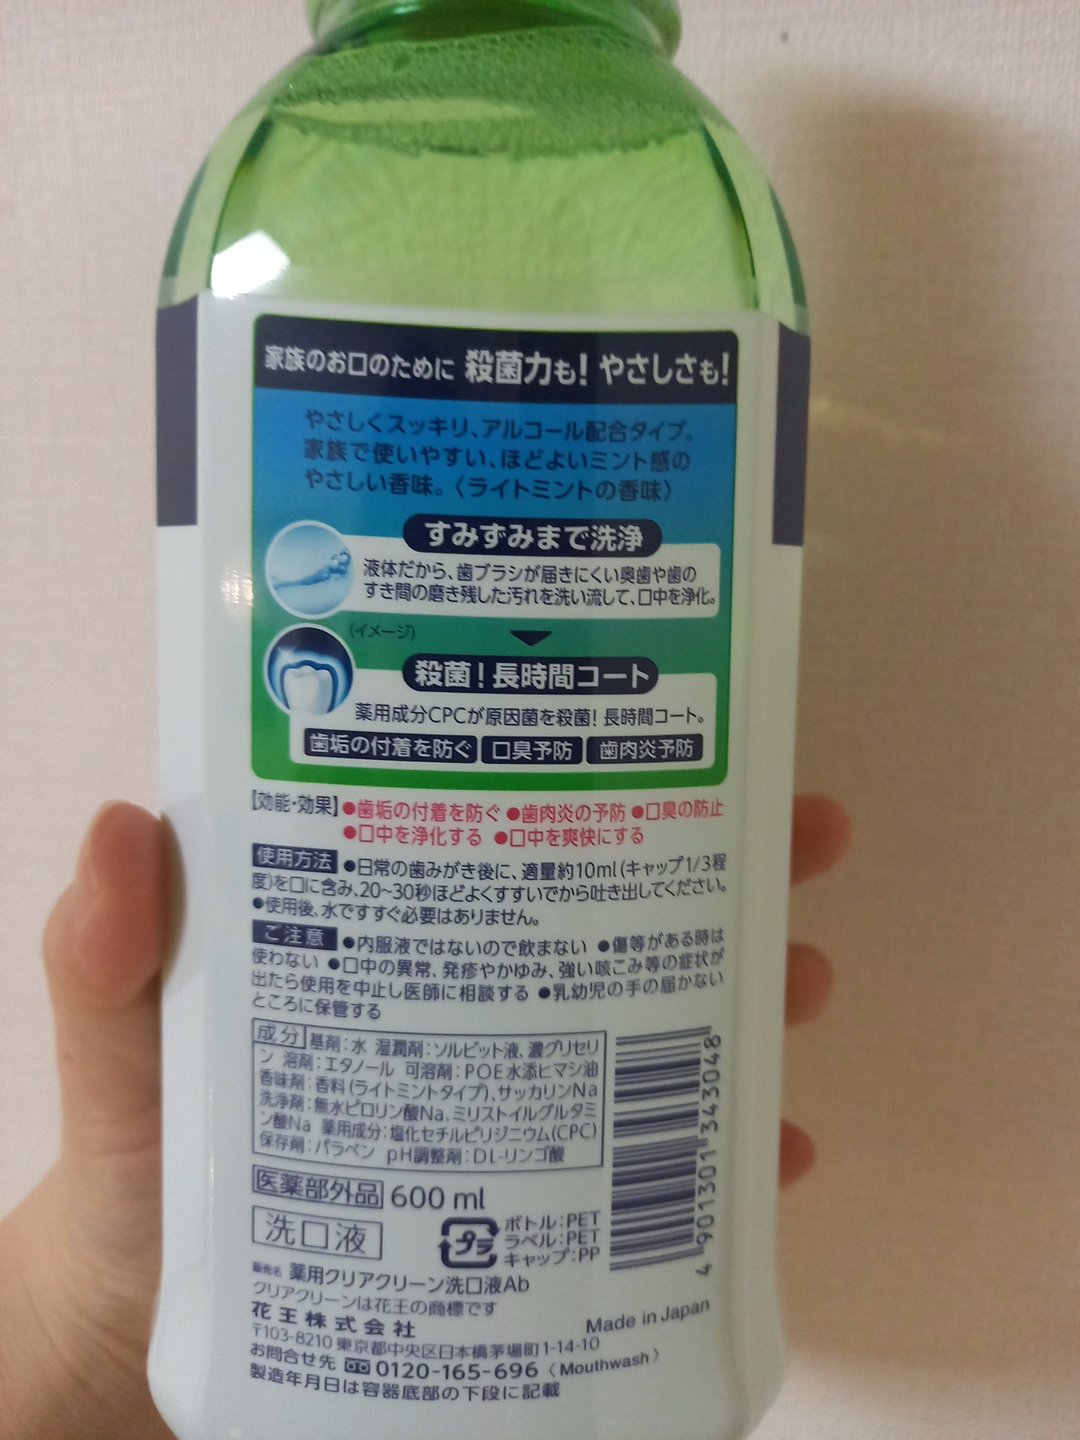 家族のお口のために 殺菌力も! やさしさも!
やさしくスッキリ、アルコール配合タイプ。
家族で使いやすい、ほどよいミント感の
やさしい香味。〈ライトミントの香味〉
すみずみまで洗浄
液体だから、歯ブラシが届きにくい奥歯や歯の
すき間の磨き残した汚れを洗い流して、口中を浄化。
(イメージ)
殺菌!長時間コート
薬用成分CPCが原因菌を殺菌! 長時間コート。
歯垢の付着を防ぐ 口臭予防 歯肉炎予防
【効能・効果】●歯垢の付着を防ぐ ●歯肉炎の予防 ●口臭の防止
●口中を浄化する ●口中を爽快にする
使用方法 ●日常の歯みがき後に、適量約10ml(キャップ1/3程
度)を口に含み、20~30秒ほどよくすすいでから吐き出してください。
●使用後、水ですすぐ必要はありません。
ご注意 ●内服液ではないので飲まない ●傷等がある時は
使わない ●口中の異常、発疹やかゆみ、強い咳こみ等の症状が
出たら使用を中止し医師に相談する ●乳幼児の手の届かない
ところに保管する
成分 基剤:水 湿潤剤:ソルビット液、濃グリセリ
ン 溶剤:エタノール 可溶剤:POE水添ヒマシ油
香味剤:香料(ライトミントタイプ)、サッカリンNa
洗浄剤:無水ピロリン酸Na、ミリストイルグルタミ
ン酸Na 薬用成分:塩化セチルピリジニウム(CPC)
保存剤:パラベン pH調整剤:DL-リンゴ酸
4 901301 343048
医薬部外品 600 ml
洗口液
プラ
ボトル:PET
ラベル:PET
キャップ:PP
販売名 薬用クリアクリーン洗口液Ab
クリアクリーンは花王の商標です
花王株式会社
Made in Japan
〒103-8210 東京都中央区日本橋茅場町1-14-10
お問合せ先 0120-165-696 〈Mouthwash〉
製造年月日は容器底部の下段に記載